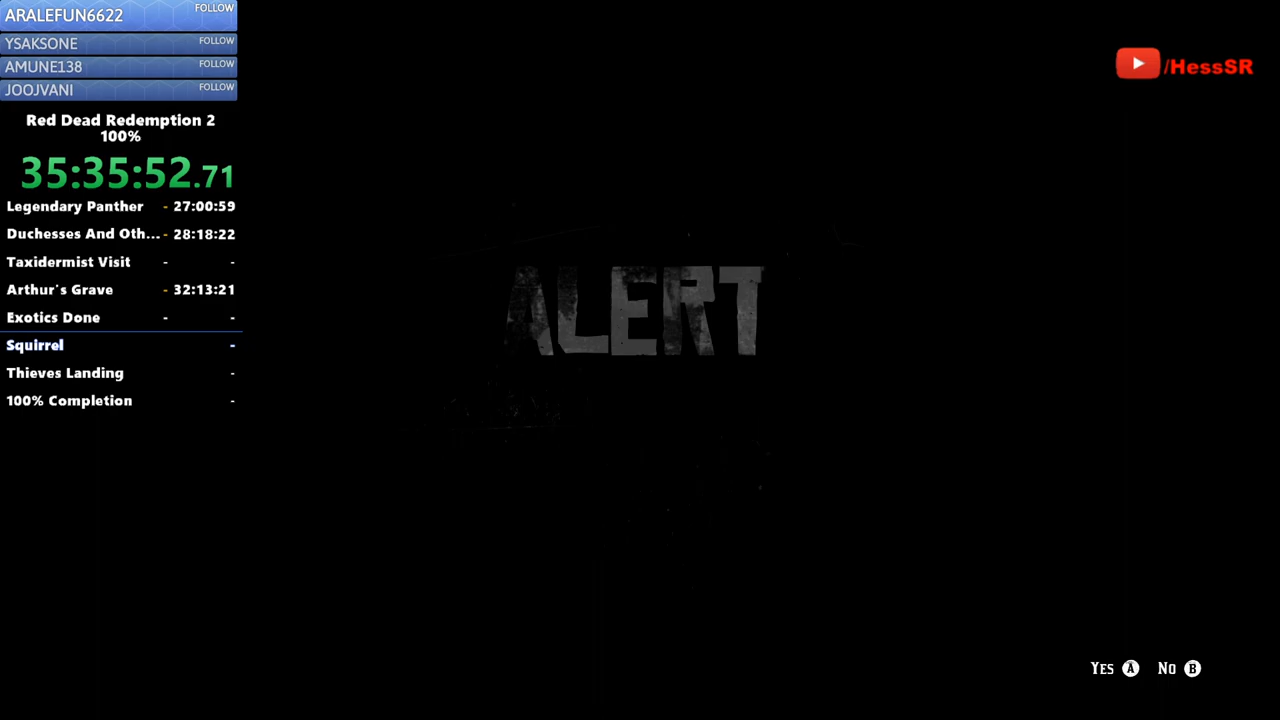 ARALEFUN6622 FOLLOW
YSAKSONE FOLLOW
AMUNE138 FOLLOW
JOOJVANI FOLLOW
Red Dead Redemption 2
100%
35:35:52.71
Legendary Panther - 27:00:59
Duchesses And Oth... - 28:18:22
Taxidermist Visit - -
Arthur's Grave - 32:13:21
Exotics Done - -
Squirrel -
Thieves Landing -
100% Completion -
/HessSR
ALERT
Yes A No B